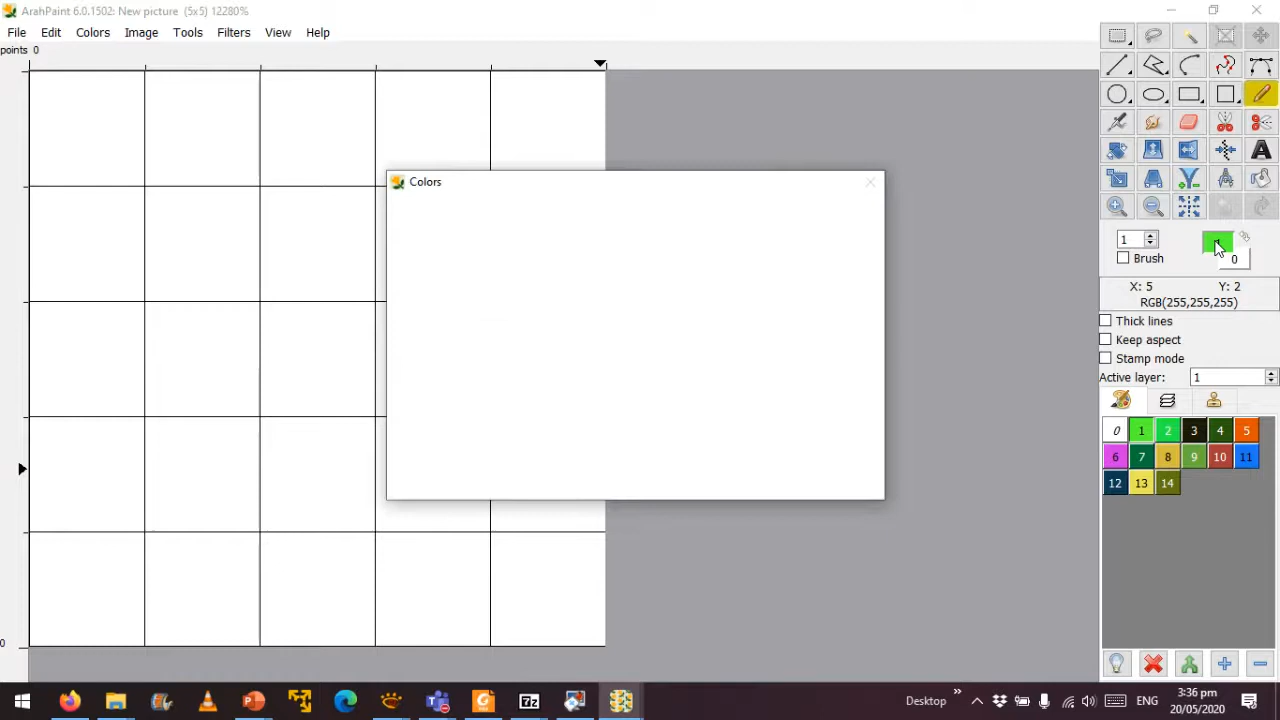 ArahPaint 6.0.1502: New picture (5x5) 12280%
File Edit Colors Image Tools Filters View Help
points 0
Colors
A
1
Brush
0
X: 5 Y: 2
RGB(255,255,255)
Thick lines
Keep aspect
Stamp mode
Active layer: 1
0 1 2 3 4 5
6 7 8 9 10 11
12 13 14
0
7z
Desktop
ENG
3:36 pm
20/05/2020